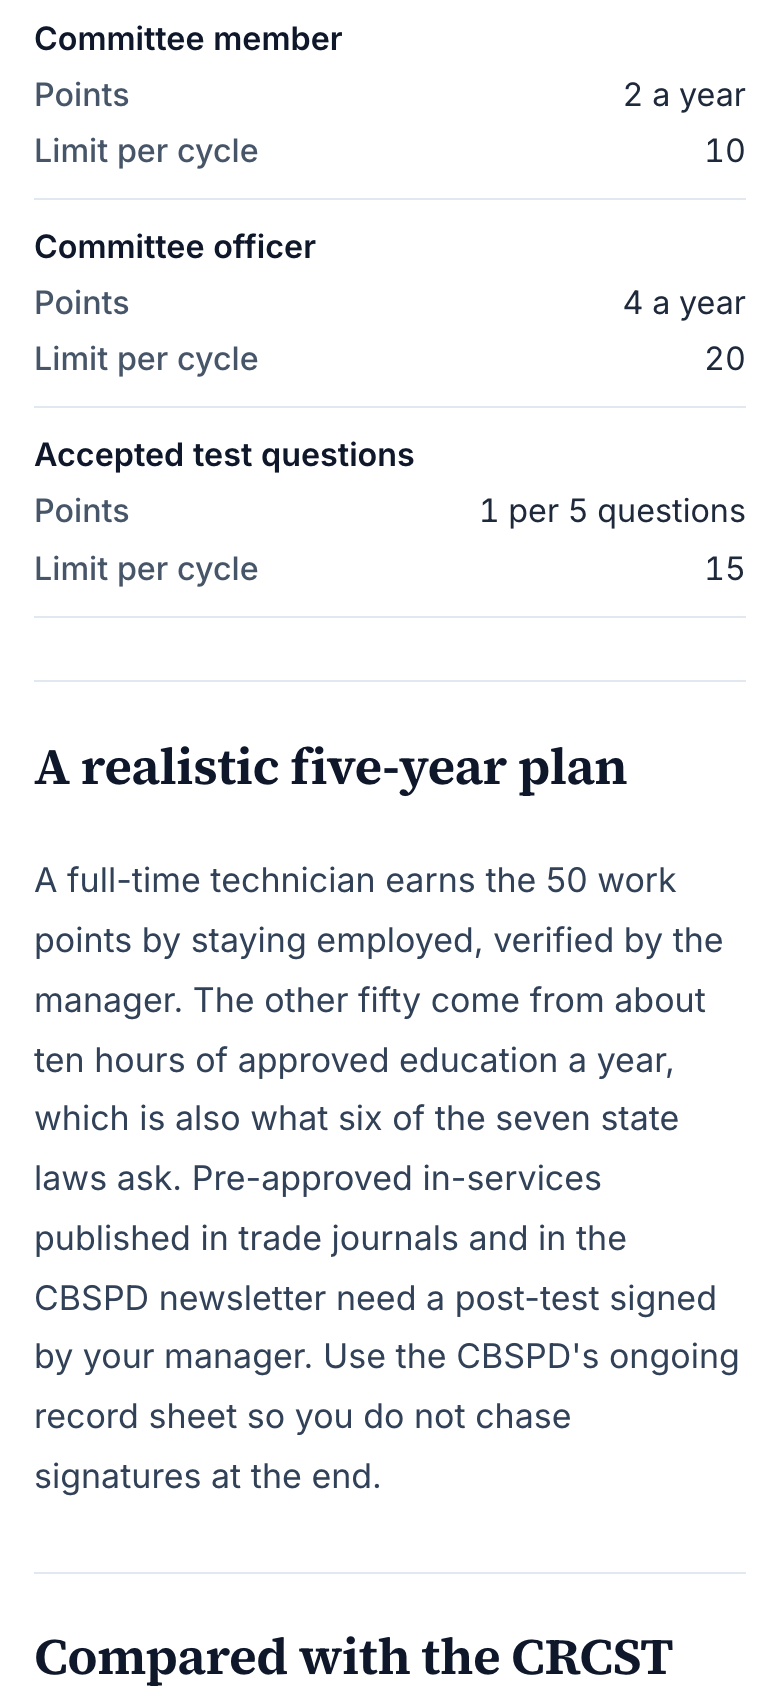 Committee member
Points 2 a year
Limit per cycle 10
Committee officer
Points 4 a year
Limit per cycle 20
Accepted test questions
Points 1 per 5 questions
Limit per cycle 15
A realistic five-year plan
A full-time technician earns the 50 work
points by staying employed, verified by the
manager. The other fifty come from about
ten hours of approved education a year,
which is also what six of the seven state
laws ask. Pre-approved in-services
published in trade journals and in the
CBSPD newsletter need a post-test signed
by your manager. Use the CBSPD's ongoing
record sheet so you do not chase
signatures at the end.
Compared with the CRCST